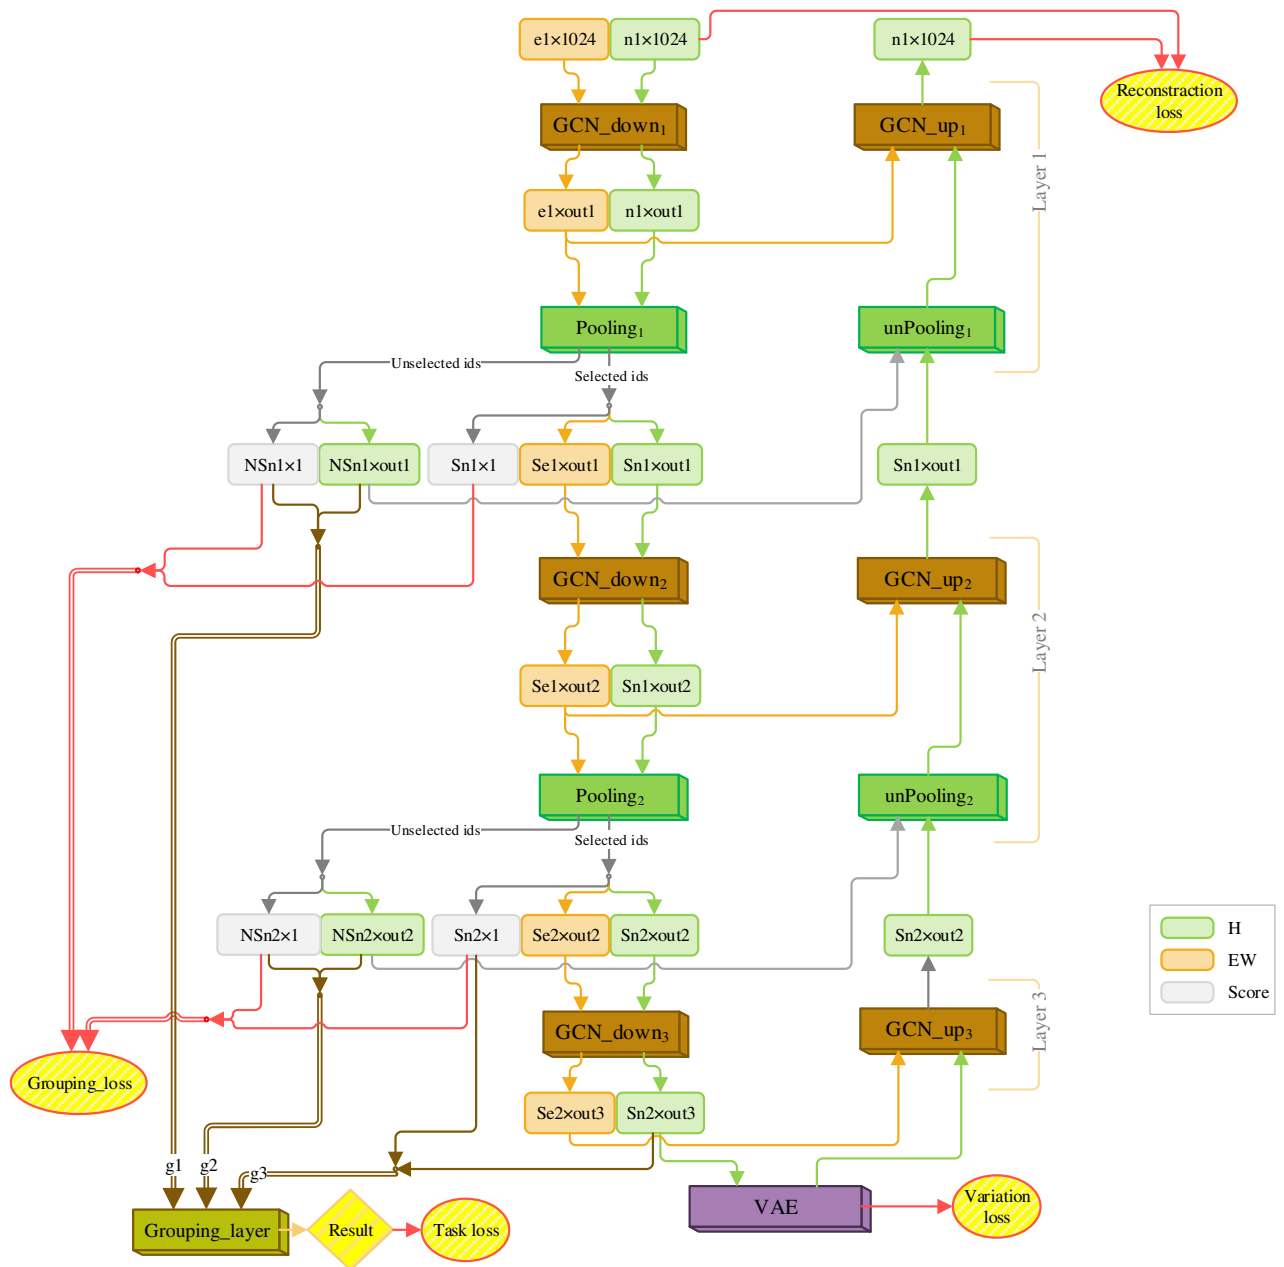 e1×1024
n1×1024
n1×1024
Reconstraction
loss
GCN_down₁
GCN_up₁
Layer 1
e1×out1
n1×out1
Pooling₁
unPooling₁
Unselected ids
Selected ids
NSn1×1
NSn1×out1
Sn1×1
Se1×out1
Sn1×out1
Sn1×out1
GCN_down₂
GCN_up₂
Layer 2
Se1×out2
Sn1×out2
Pooling₂
unPooling₂
Unselected ids
Selected ids
NSn2×1
NSn2×out2
Sn2×1
Se2×out2
Sn2×out2
Sn2×out2
H
EW
Score
GCN_down₃
GCN_up₃
Layer 3
Grouping_loss
Se2×out3
Sn2×out3
g1
g2
g3
Grouping_layer
Result
Task loss
VAE
Variation
loss